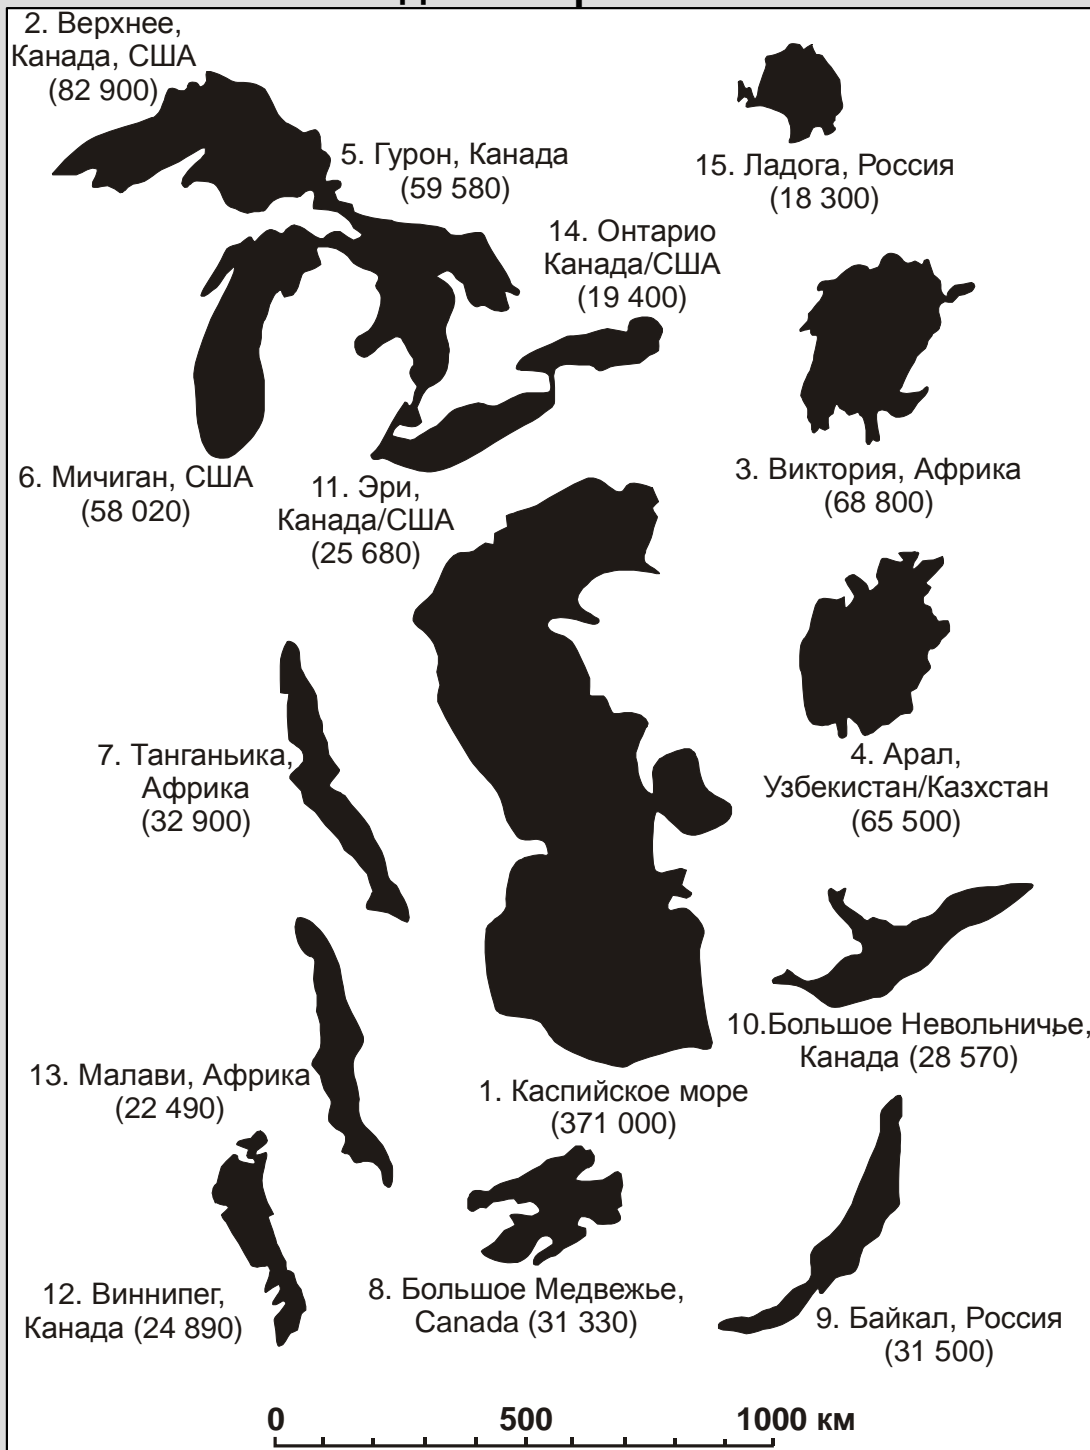 2. Верхнее,
Канада, США
(82 900)
5. Гурон, Канада
(59 580)
15. Ладога, Россия
(18 300)
14. Онтарио
Канада/США
(19 400)
6. Мичиган, США
(58 020)
11. Эри,
Канада/США
(25 680)
3. Виктория, Африка
(68 800)
7. Танганьика,
Африка
(32 900)
4. Арал,
Узбекистан/Казхстан
(65 500)
10.Большое Невольничье,
Канада (28 570)
13. Малави, Африка
(22 490)
1. Каспийское море
(371 000)
12. Виннипег,
Канада (24 890)
8. Большое Медвежье,
Canada (31 330)
9. Байкал, Россия
(31 500)
0 500 1000 км